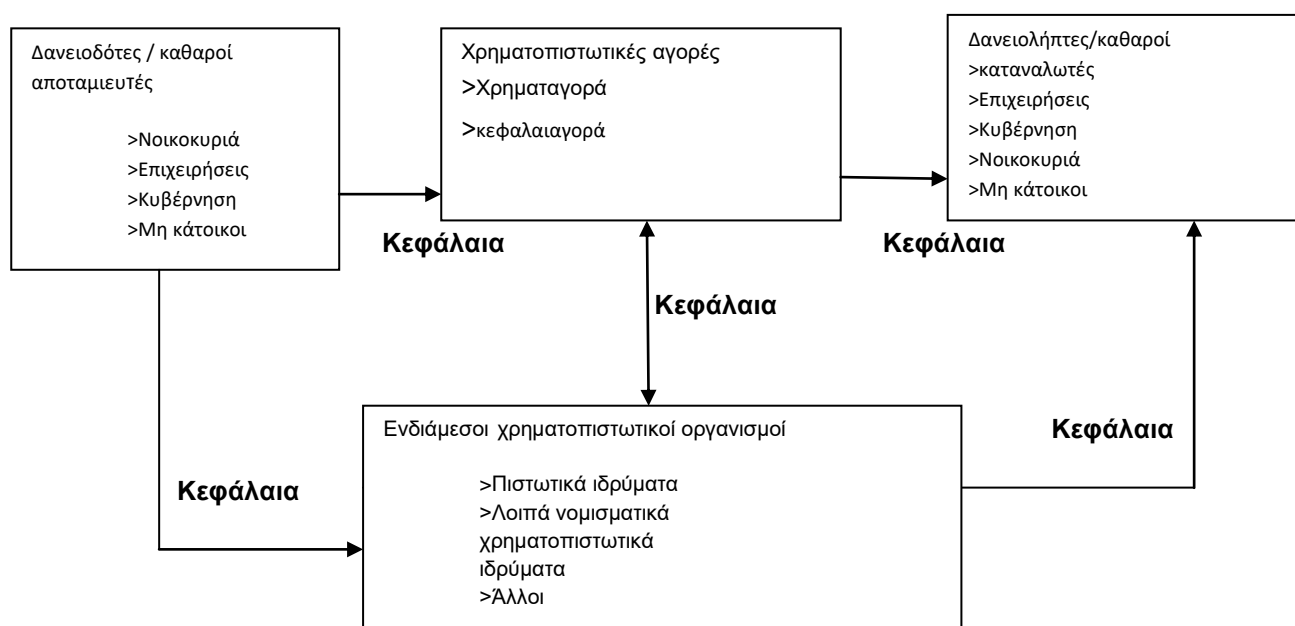 Δανειοδότες / καθαροί
αποταμιευτές
>Νοικοκυριά
>Επιχειρήσεις
>Κυβέρνηση
>Μη κάτοικοι
Χρηματοπιστωτικές αγορές
>Χρηματαγορά
>κεφαλαιαγορά
Δανειολήπτες/καθαροί
>καταναλωτές
>Επιχειρήσεις
>Κυβέρνηση
>Νοικοκυριά
>Μη κάτοικοι
Κεφάλαια
Κεφάλαια
Κεφάλαια
Ενδιάμεσοι χρηματοπιστωτικοί οργανισμοί
>Πιστωτικά ιδρύματα
>Λοιπά νομισματικά
χρηματοπιστωτικά
ιδρύματα
>Άλλοι
Κεφάλαια
Κεφάλαια